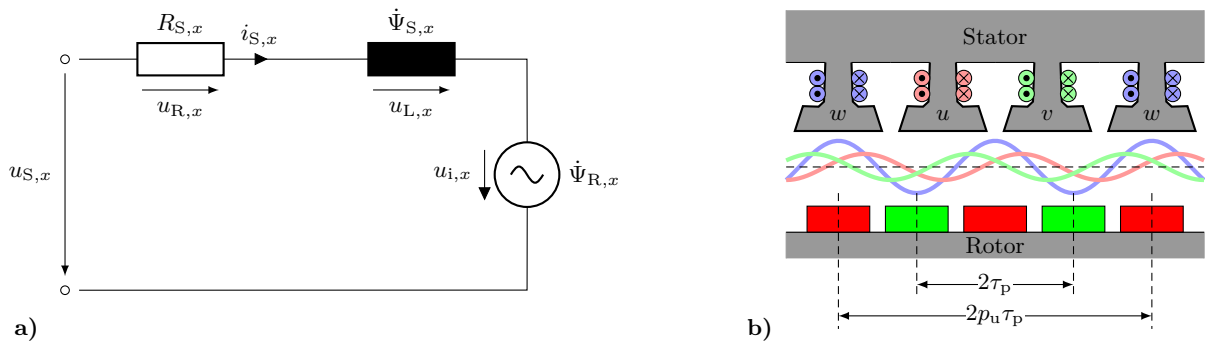 R_{S,x}
i_{S,x}
Ψ̇_{S,x}
u_{R,x}
u_{L,x}
u_{S,x}
u_{i,x}
Ψ̇_{R,x}
a)
Stator
w u v w
Rotor
2τ_p
2p_uτ_p
b)